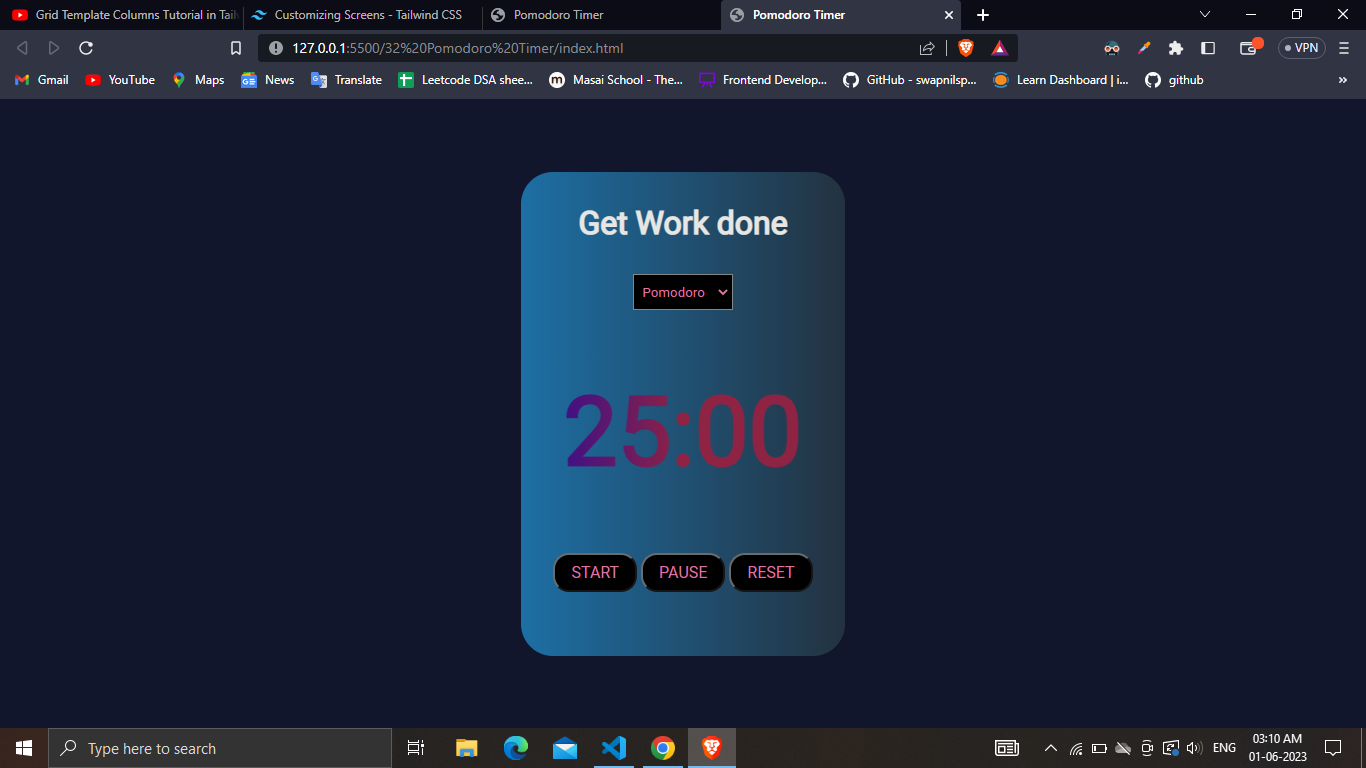 Grid Template Columns Tutorial in Tail
Customizing Screens - Tailwind CSS
Pomodoro Timer
Pomodoro Timer
127.0.0.1:5500/32%20Pomodoro%20Timer/index.html
VPN
Gmail
YouTube
Maps
News
Translate
Leetcode DSA shee...
Masai School - The...
Frontend Develop...
GitHub - swapnilsp...
Learn Dashboard | i...
github
Get Work done
Pomodoro
25:00
START PAUSE RESET
Type here to search
ENG
03:10 AM
01-06-2023